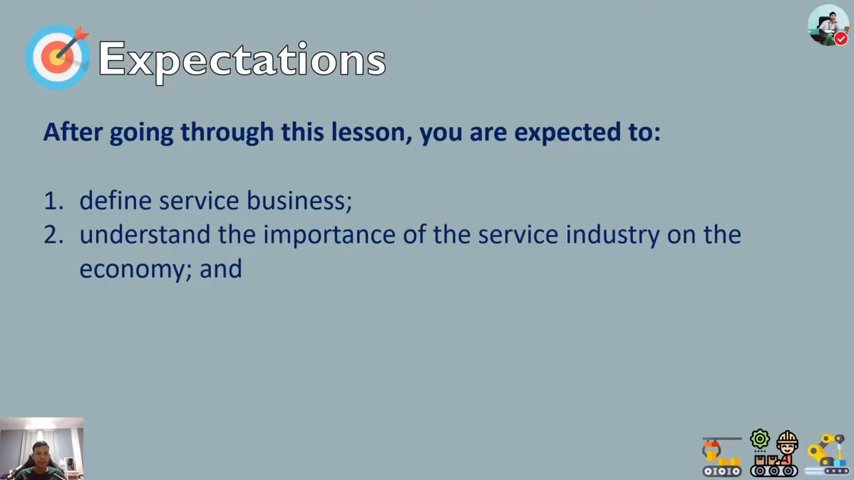 Expectations
After going through this lesson, you are expected to:
1. define service business;
2. understand the importance of the service industry on the
economy; and